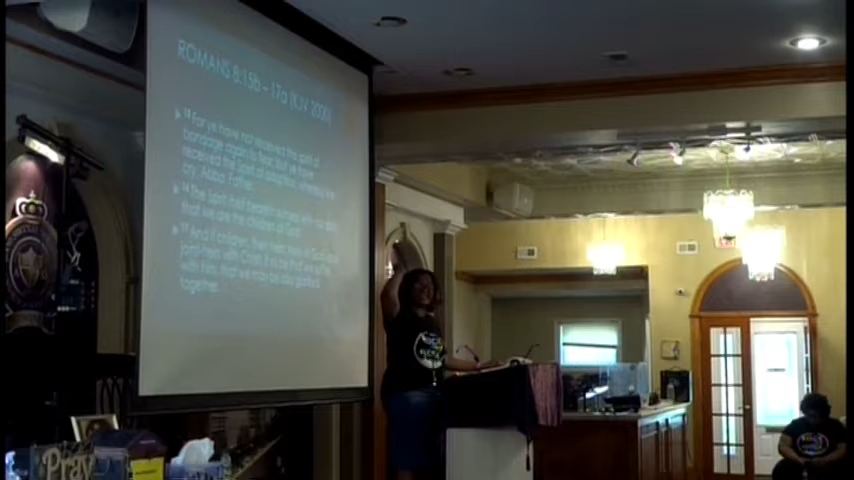 ROMANS 8:15b – 17a (KJV 2000)
15 For ye have not received the spirit of
bondage again to fear; but ye have
received the Spirit of adoption, whereby we
cry, Abba, Father.
16 The Spirit itself beareth witness with our spirit,
that we are the children of God:
17 And if children, then heirs; heirs of God, and
joint-heirs with Christ; if so be that we suffer
with him, that we may be also glorified
together.
Pray